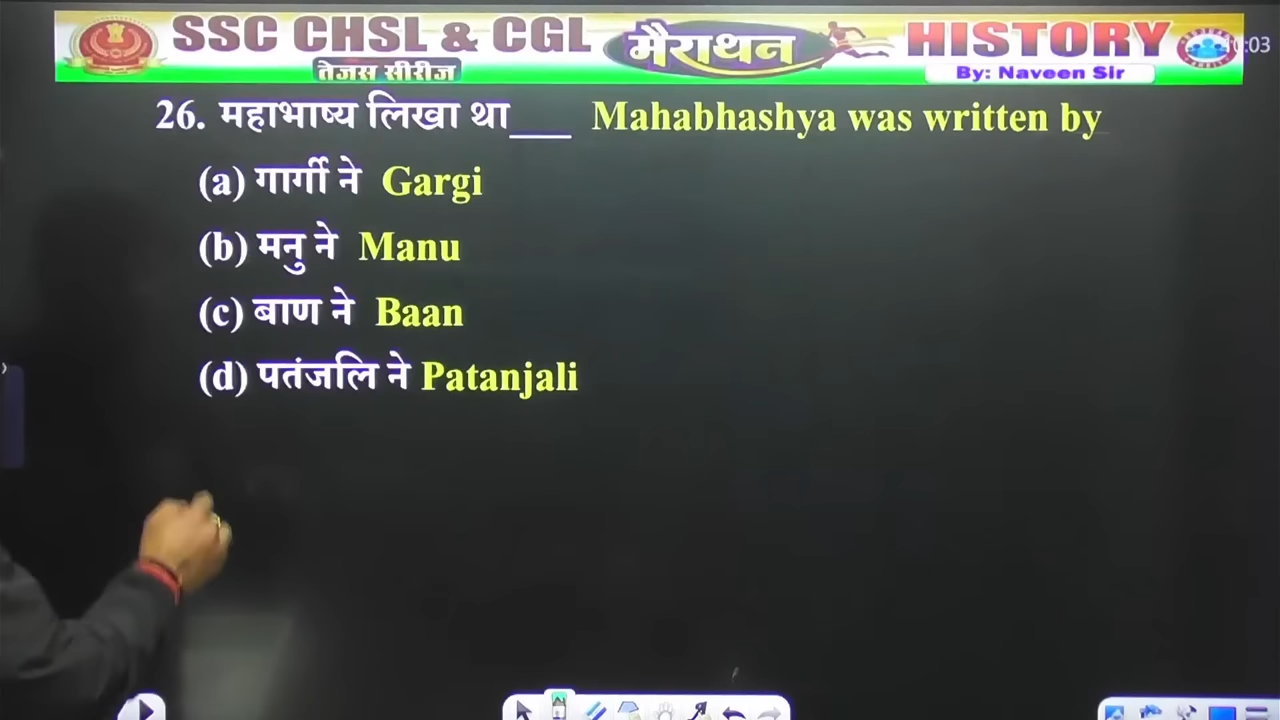 SSC CHSL & CGL मैराथन HISTORY
तेजस सीरीज By: Naveen Sir
26. महाभाष्य लिखा था___ Mahabhashya was written by
(a) गार्गी ने Gargi
(b) मनु ने Manu
(c) बाण ने Baan
(d) पतंजलि ने Patanjali